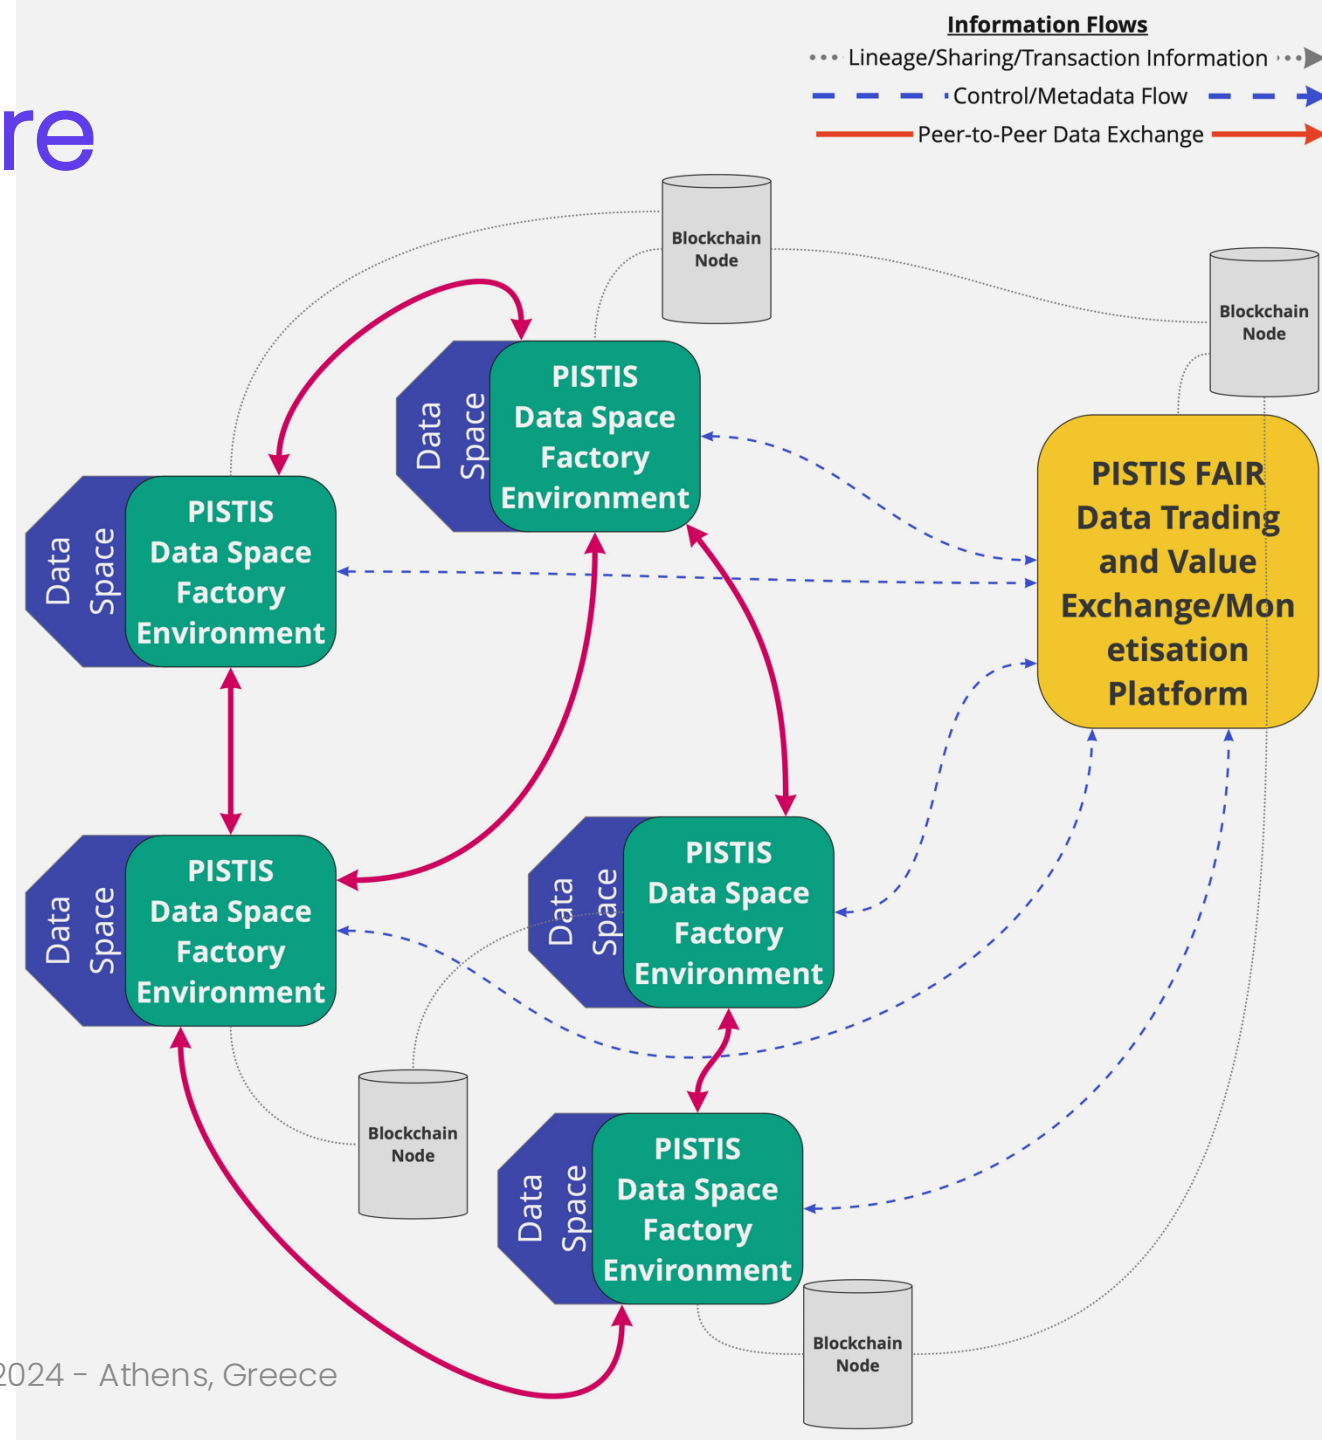 Information Flows
Lineage/Sharing/Transaction Information
Control/Metadata Flow
Peer-to-Peer Data Exchange
re
Blockchain
Node
Blockchain
Node
Data
Space
PISTIS
Data Space
Factory
Environment
Data
Space
PISTIS
Data Space
Factory
Environment
PISTIS FAIR
Data Trading
and Value
Exchange/Mon
etisation
Platform
Data
Space
PISTIS
Data Space
Factory
Environment
Data
Space
PISTIS
Data Space
Factory
Environment
Blockchain
Node
Data
Space
PISTIS
Data Space
Factory
Environment
Blockchain
Node
2024 - Athens, Greece